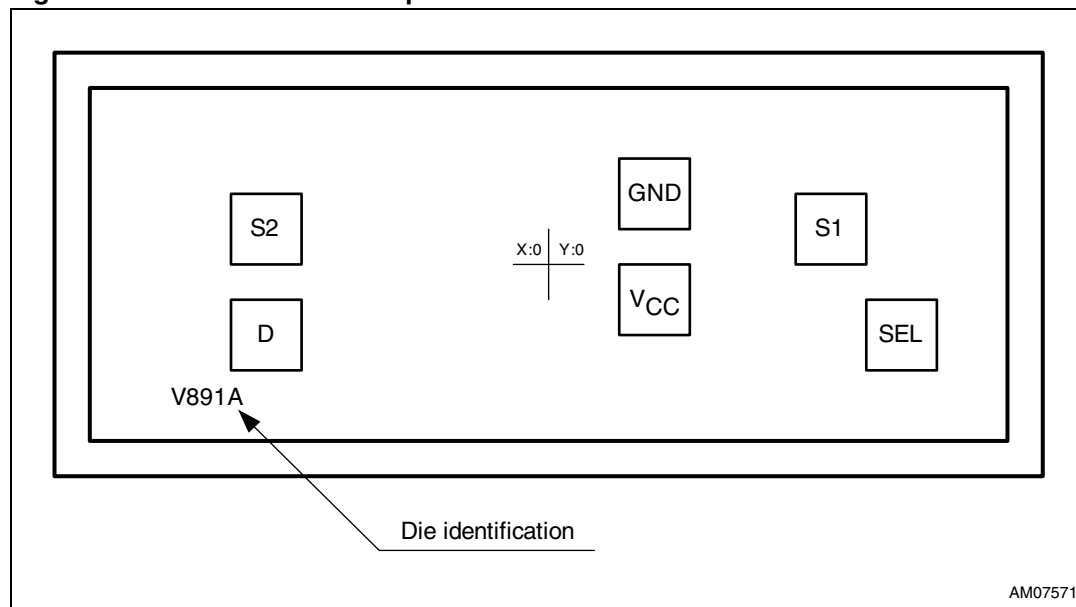 GND
S2
S1
X:0 Y:0
VCC
D
SEL
V891A
Die identification
AM07571